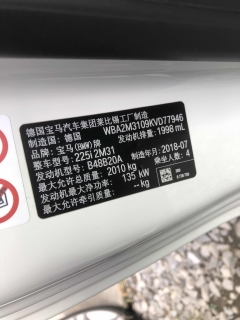 德国宝马汽车集团莱比锡工厂制造
制造国:德国 WBA2M3109KVD77946
品牌:宝马(BMW)牌 发动机排量:1998 mL
整车型号:225i 2M31
发动机型号:B48B20A 制造年月:2018-07
最大允许总质量:2010 kg 乘坐人数:4
发动机最大净功率:135 kW
最大允许牵引质量:--kg